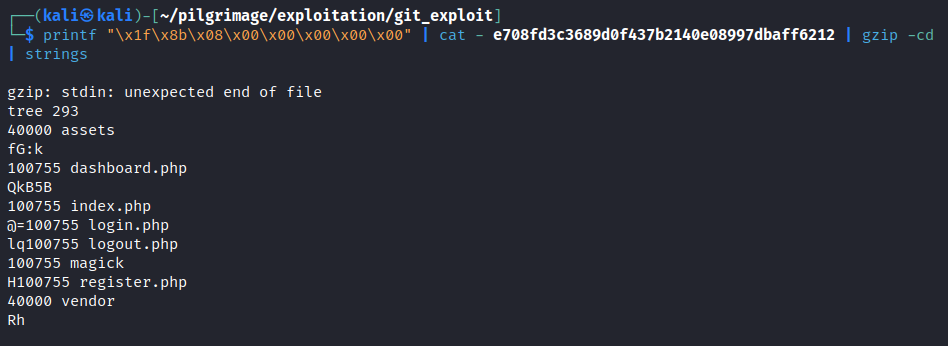 ┌──(kali㉿kali)-[~/pilgrimage/exploitation/git_exploit]
└─$ printf "\x1f\x8b\x08\x00\x00\x00\x00\x00" | cat - e708fd3c3689d0f437b2140e08997dbaff6212 | gzip -cd
| strings
gzip: stdin: unexpected end of file
tree 293
40000 assets
fG:k
100755 dashboard.php
QkB5B
100755 index.php
@=100755 login.php
lq100755 logout.php
100755 magick
H100755 register.php
40000 vendor
Rh